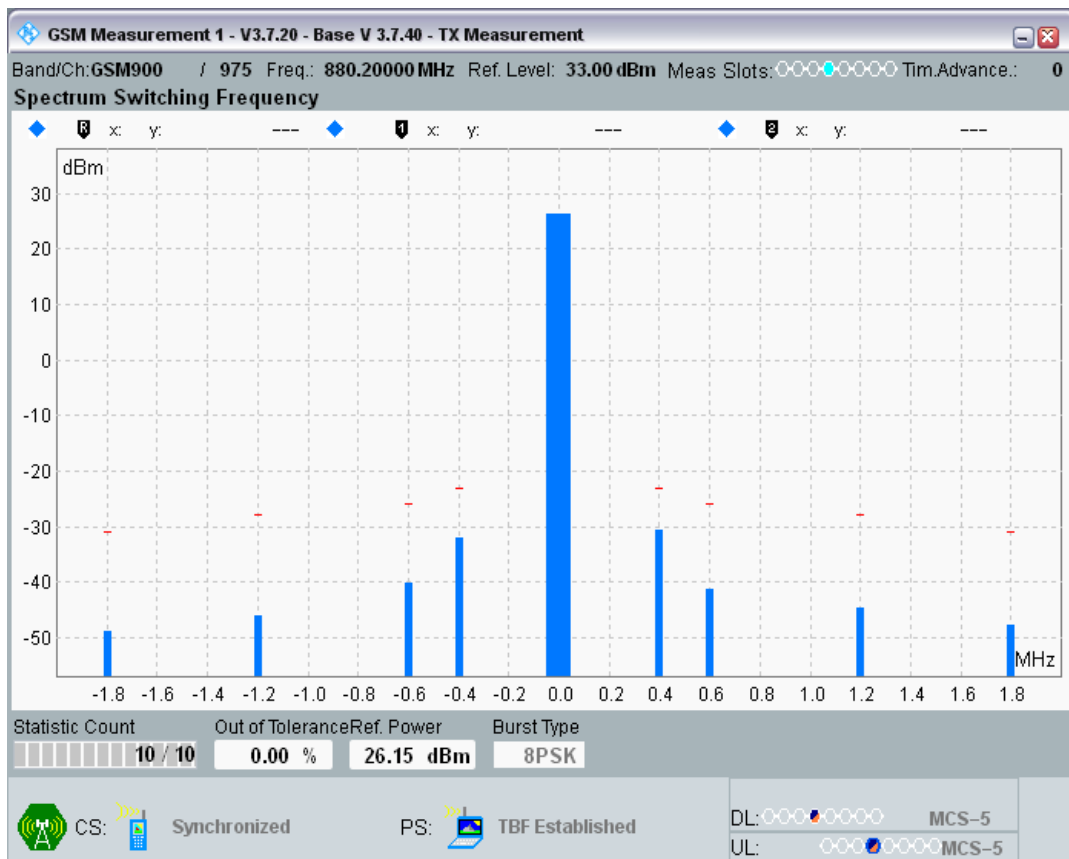 GSM Measurement 1 - V3.7.20 - Base V 3.7.40 - TX Measurement
Band/Ch:GSM900 / 975 Freq.: 880.20000 MHz Ref. Level: 33.00 dBm Meas Slots: Tim.Advance.: 0
Spectrum Switching Frequency
R x: y: --- 1 x: y: --- 2 x: y: ---
dBm
30
20
10
0
-10
-20
-30
-40
-50
MHz
-1.8 -1.6 -1.4 -1.2 -1.0 -0.8 -0.6 -0.4 -0.2 0.0 0.2 0.4 0.6 0.8 1.0 1.2 1.4 1.6 1.8
Statistic Count Out of Tolerance Ref. Power Burst Type
10 / 10 0.00 % 26.15 dBm 8PSK
CS: Synchronized PS: TBF Established
DL: MCS-5
UL: MCS-5